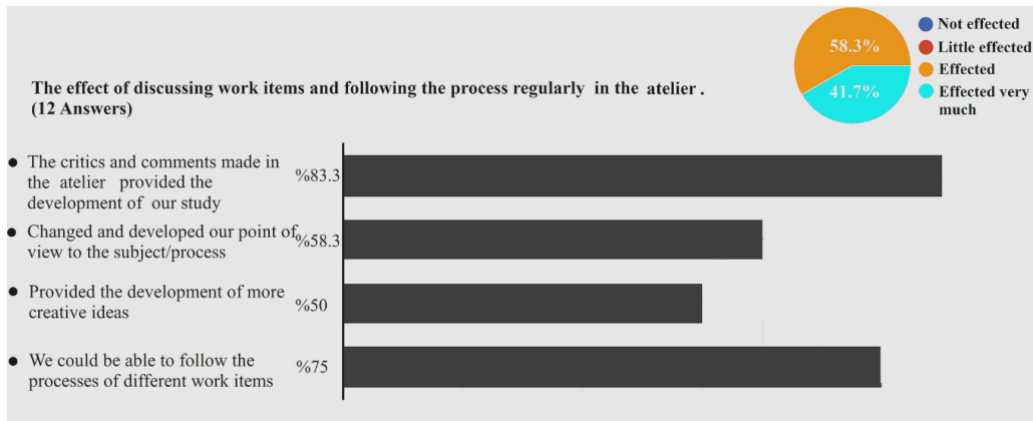 58.3%
41.7%
Not effected
Little effected
Effected
Effected very
much
The effect of discussing work items and following the process regularly in the atelier .
(12 Answers)
● The critics and comments made in
the atelier provided the
development of our study
%83.3
● Changed and developed our point of
view to the subject/process
%58.3
● Provided the development of more
creative ideas
%50
● We could be able to follow the
processes of different work items
%75